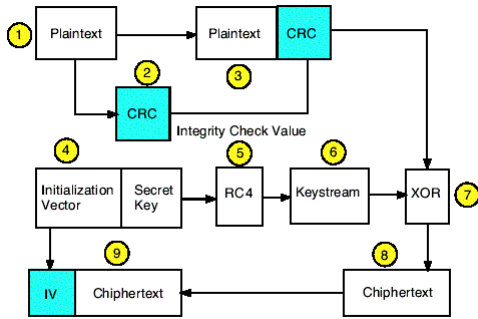 1
Plaintext
Plaintext
CRC
2
3
CRC
Integrity Check Value
4
5
6
Initialization
Vector
Secret
Key
RC4
Keystream
XOR
7
9
8
IV
Chiphertext
Chiphertext